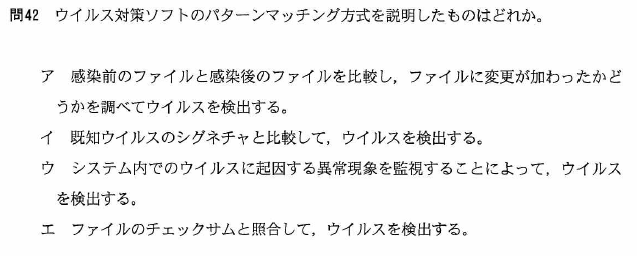 問42 ウイルス対策ソフトのパターンマッチング方式を説明したものはどれか。
ア 感染前のファイルと感染後のファイルを比較し，ファイルに変更が加わったかど
うかを調べてウイルスを検出する。
イ 既知ウイルスのシグネチャと比較して，ウイルスを検出する。
ウ システム内でのウイルスに起因する異常現象を監視することによって，ウイルス
を検出する。
エ ファイルのチェックサムと照合して，ウイルスを検出する。